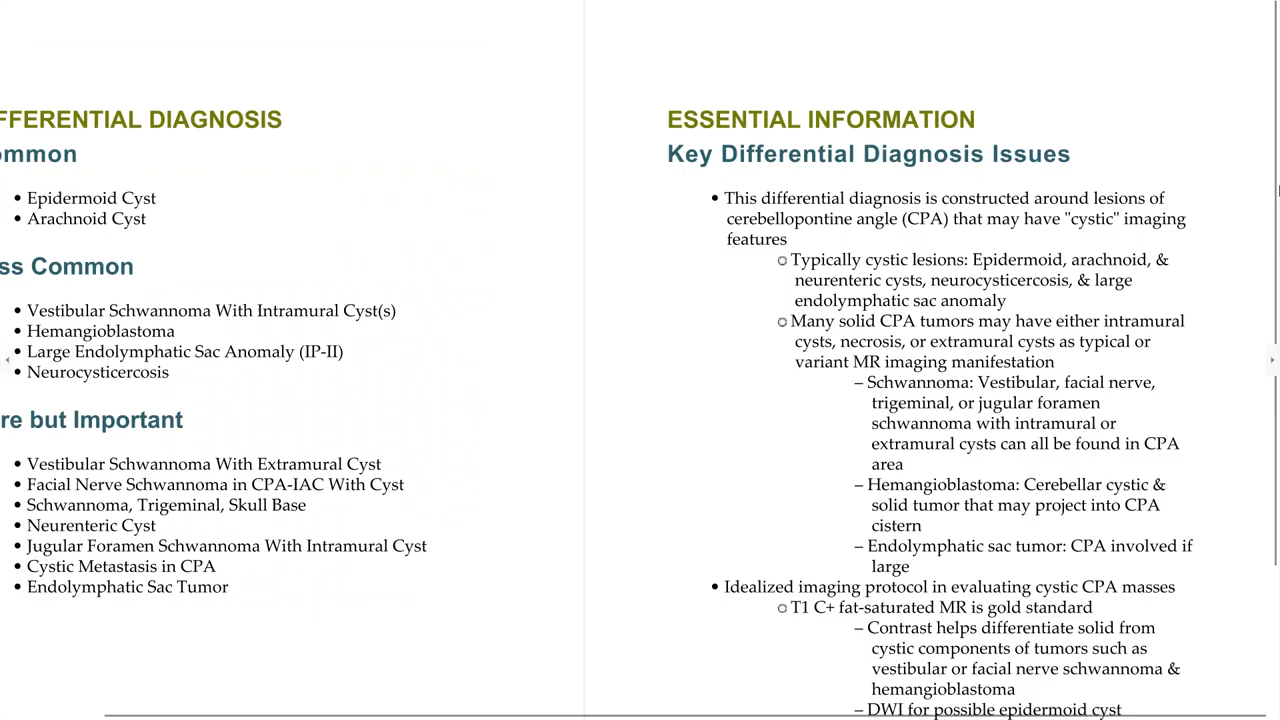 FFERENTIAL DIAGNOSIS
ommon
• Epidermoid Cyst
• Arachnoid Cyst
ss Common
• Vestibular Schwannoma With Intramural Cyst(s)
• Hemangioblastoma
• Large Endolymphatic Sac Anomaly (IP-II)
• Neurocysticercosis
re but Important
• Vestibular Schwannoma With Extramural Cyst
• Facial Nerve Schwannoma in CPA-IAC With Cyst
• Schwannoma, Trigeminal, Skull Base
• Neurenteric Cyst
• Jugular Foramen Schwannoma With Intramural Cyst
• Cystic Metastasis in CPA
• Endolymphatic Sac Tumor
ESSENTIAL INFORMATION
Key Differential Diagnosis Issues
• This differential diagnosis is constructed around lesions of
cerebellopontine angle (CPA) that may have "cystic" imaging
features
○ Typically cystic lesions: Epidermoid, arachnoid, &
neurenteric cysts, neurocysticercosis, & large
endolymphatic sac anomaly
○ Many solid CPA tumors may have either intramural
cysts, necrosis, or extramural cysts as typical or
variant MR imaging manifestation
– Schwannoma: Vestibular, facial nerve,
trigeminal, or jugular foramen
schwannoma with intramural or
extramural cysts can all be found in CPA
area
– Hemangioblastoma: Cerebellar cystic &
solid tumor that may project into CPA
cistern
– Endolymphatic sac tumor: CPA involved if
large
• Idealized imaging protocol in evaluating cystic CPA masses
○ T1 C+ fat-saturated MR is gold standard
– Contrast helps differentiate solid from
cystic components of tumors such as
vestibular or facial nerve schwannoma &
hemangioblastoma
– DWI for possible epidermoid cyst